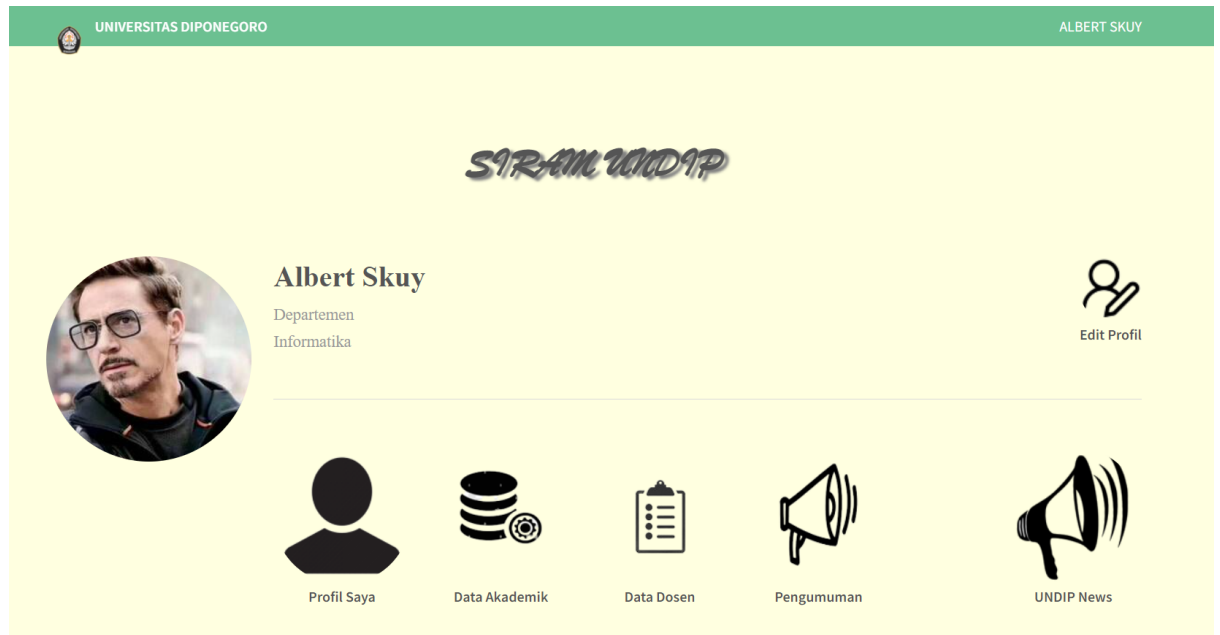 UNIVERSITAS DIPONEGORO
ALBERT SKUY
SIRAM UNDIP
Albert Skuy
Departemen
Informatika
Edit Profil
Profil Saya
Data Akademik
Data Dosen
Pengumuman
UNDIP News